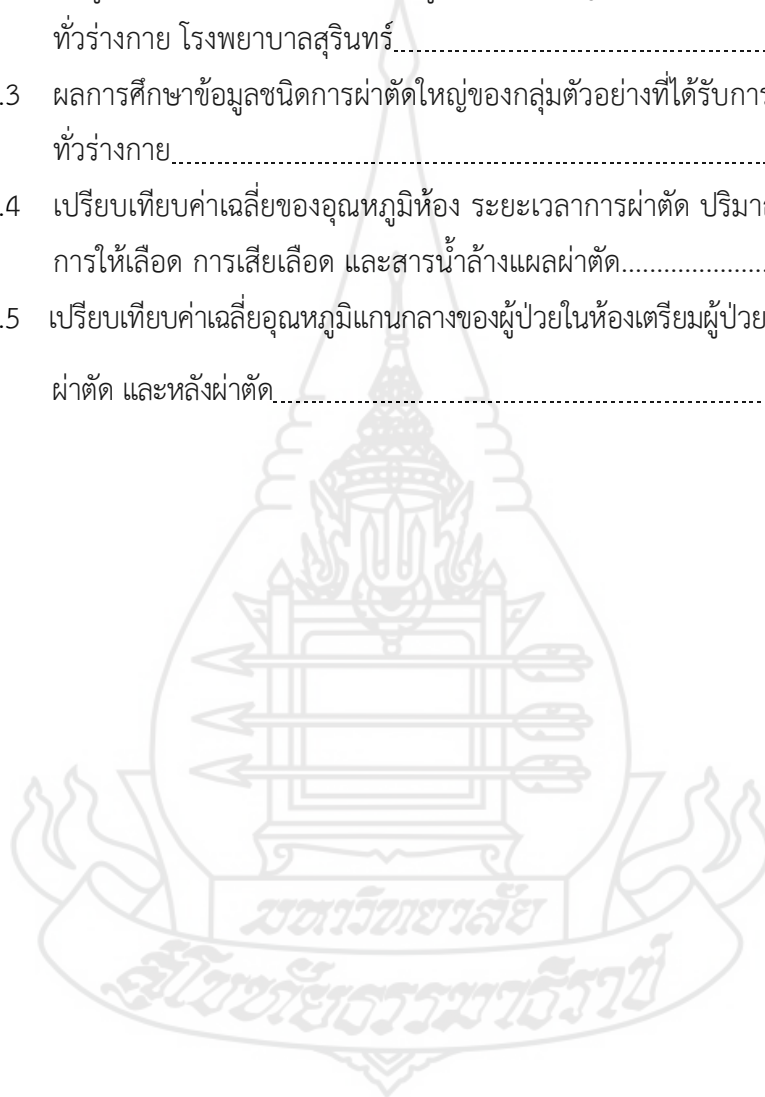 ทั่วร่างกาย โรงพยาบาลสุรินทร์
.3 ผลการศึกษาข้อมูลชนิดการผ่าตัดใหญ่ของกลุ่มตัวอย่างที่ได้รับการ
ทั่วร่างกาย
.4 เปรียบเทียบค่าเฉลี่ยของอุณหภูมิห้อง ระยะเวลาการผ่าตัด ปริมา
การให้เลือด การเสียเลือด และสารน้ำล้างแผลผ่าตัด
.5 เปรียบเทียบค่าเฉลี่ยอุณหภูมิแกนกลางของผู้ป่วยในห้องเตรียมผู้ป่วย
ผ่าตัด และหลังผ่าตัด
มหาวิทยาลัย
สุโขทัยธรรมาธิราช